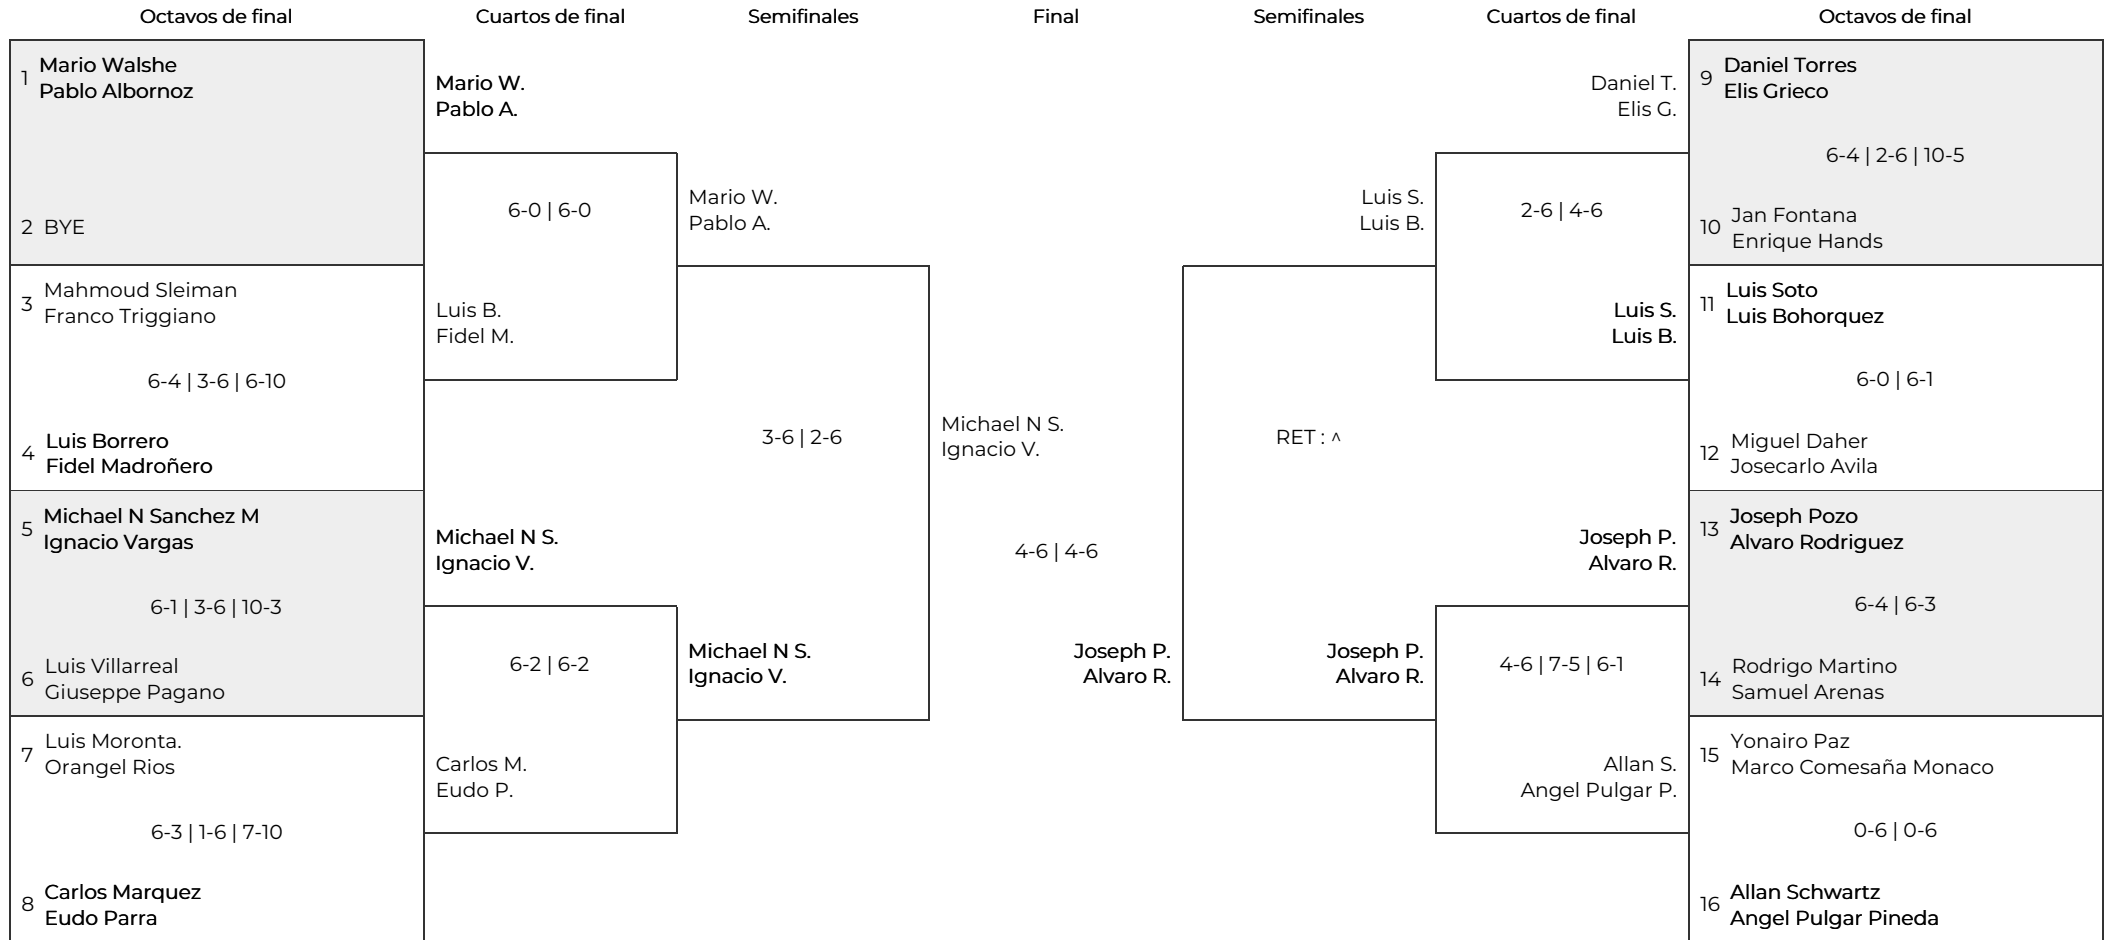 Octavos de final
Cuartos de final
Semifinales
Final
Semifinales
Cuartos de final
Octavos de final
1
Mario Walshe
Pablo Albornoz
2 BYE
3
Mahmoud Sleiman
Franco Triggiano
6-4 | 3-6 | 6-10
4
Luis Borrero
Fidel Madroñero
5
Michael N Sanchez M
Ignacio Vargas
6-1 | 3-6 | 10-3
6
Luis Villarreal
Giuseppe Pagano
7
Luis Moronta.
Orangel Rios
6-3 | 1-6 | 7-10
8
Carlos Marquez
Eudo Parra
Mario W.
Pablo A.
6-0 | 6-0
Luis B.
Fidel M.
Michael N S.
Ignacio V.
6-2 | 6-2
Carlos M.
Eudo P.
Mario W.
Pablo A.
3-6 | 2-6
Michael N S.
Ignacio V.
Michael N S.
Ignacio V.
4-6 | 4-6
Joseph P.
Alvaro R.
Luis S.
Luis B.
RET : ^
Joseph P.
Alvaro R.
Daniel T.
Elis G.
2-6 | 4-6
Luis S.
Luis B.
Joseph P.
Alvaro R.
4-6 | 7-5 | 6-1
Allan S.
Angel Pulgar P.
9
Daniel Torres
Elis Grieco
6-4 | 2-6 | 10-5
10
Jan Fontana
Enrique Hands
11
Luis Soto
Luis Bohorquez
6-0 | 6-1
12
Miguel Daher
Josecarlo Avila
13
Joseph Pozo
Alvaro Rodriguez
6-4 | 6-3
14
Rodrigo Martino
Samuel Arenas
15
Yonairo Paz
Marco Comesaña Monaco
0-6 | 0-6
16
Allan Schwartz
Angel Pulgar Pineda